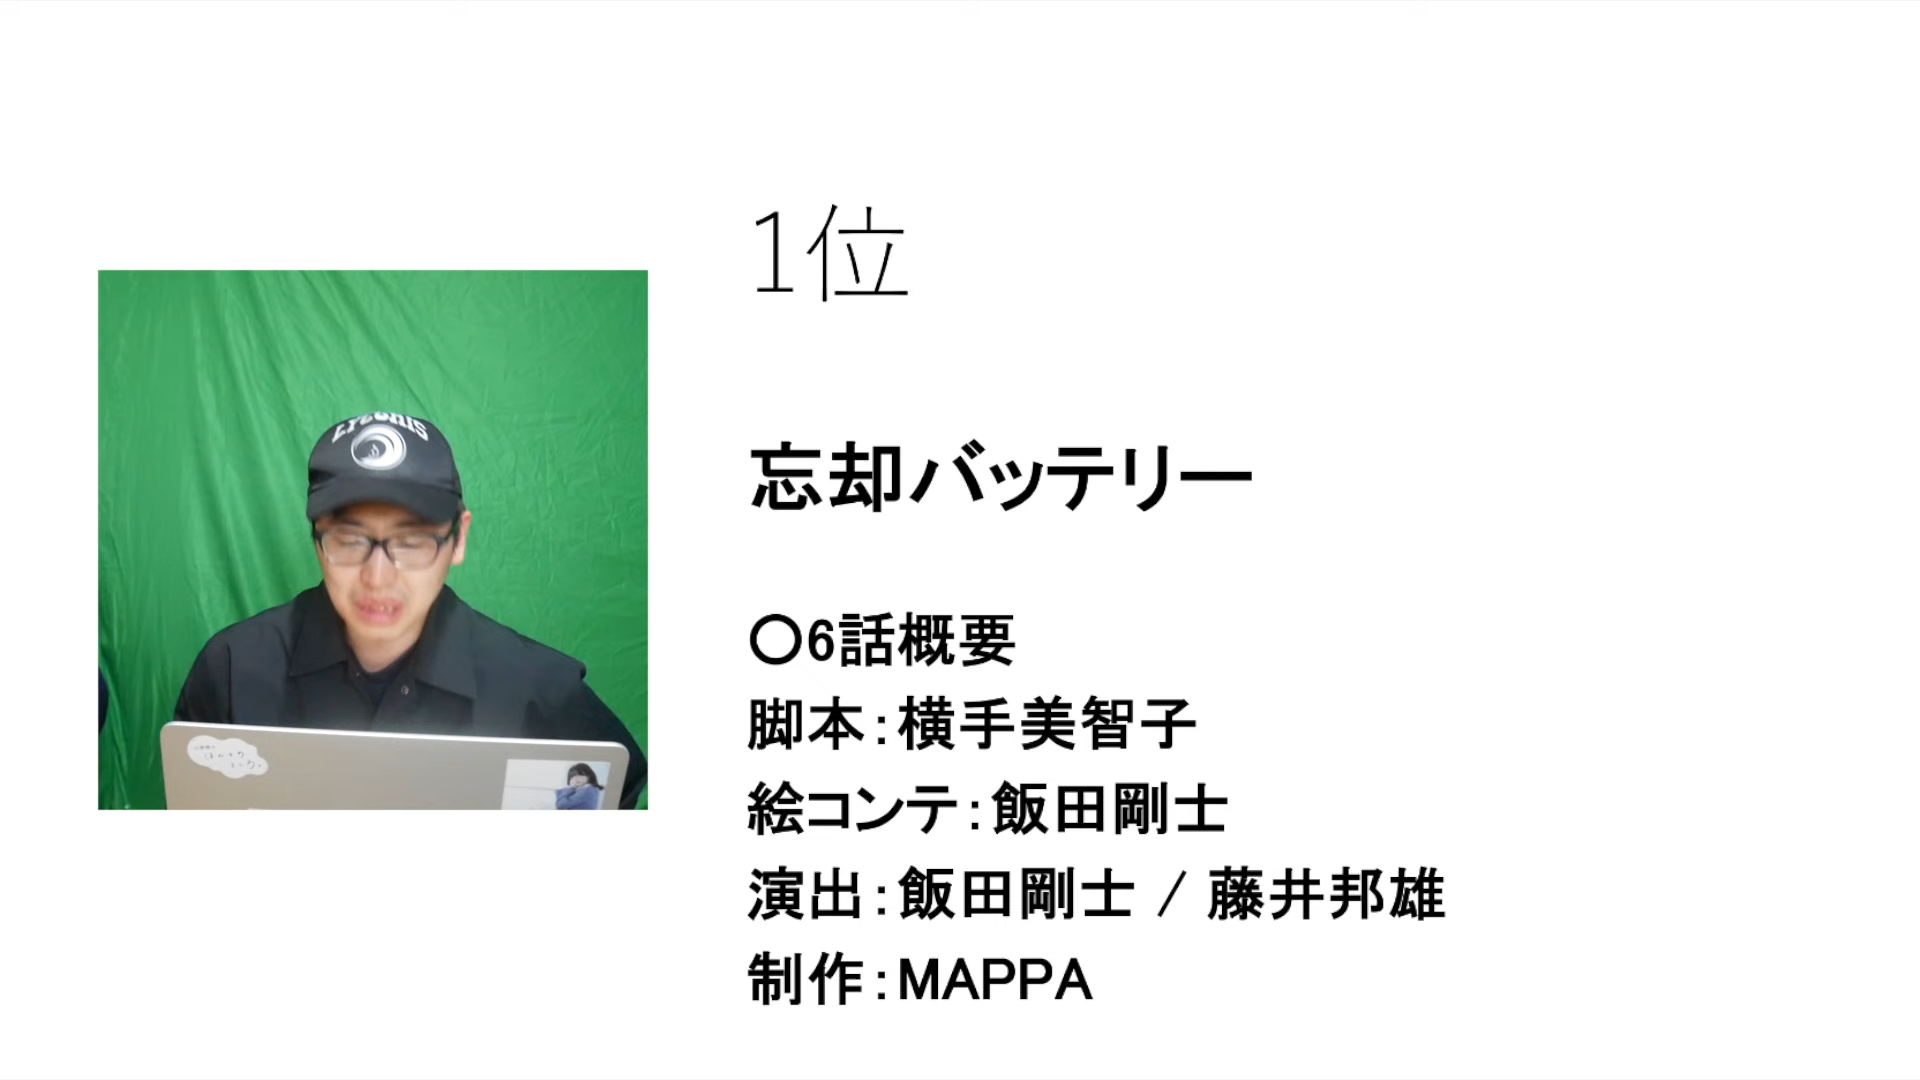 1位
忘却バッテリー
〇6話概要
脚本：横手美智子
絵コンテ：飯田剛士
演出：飯田剛士 / 藤井邦雄
制作：MAPPA